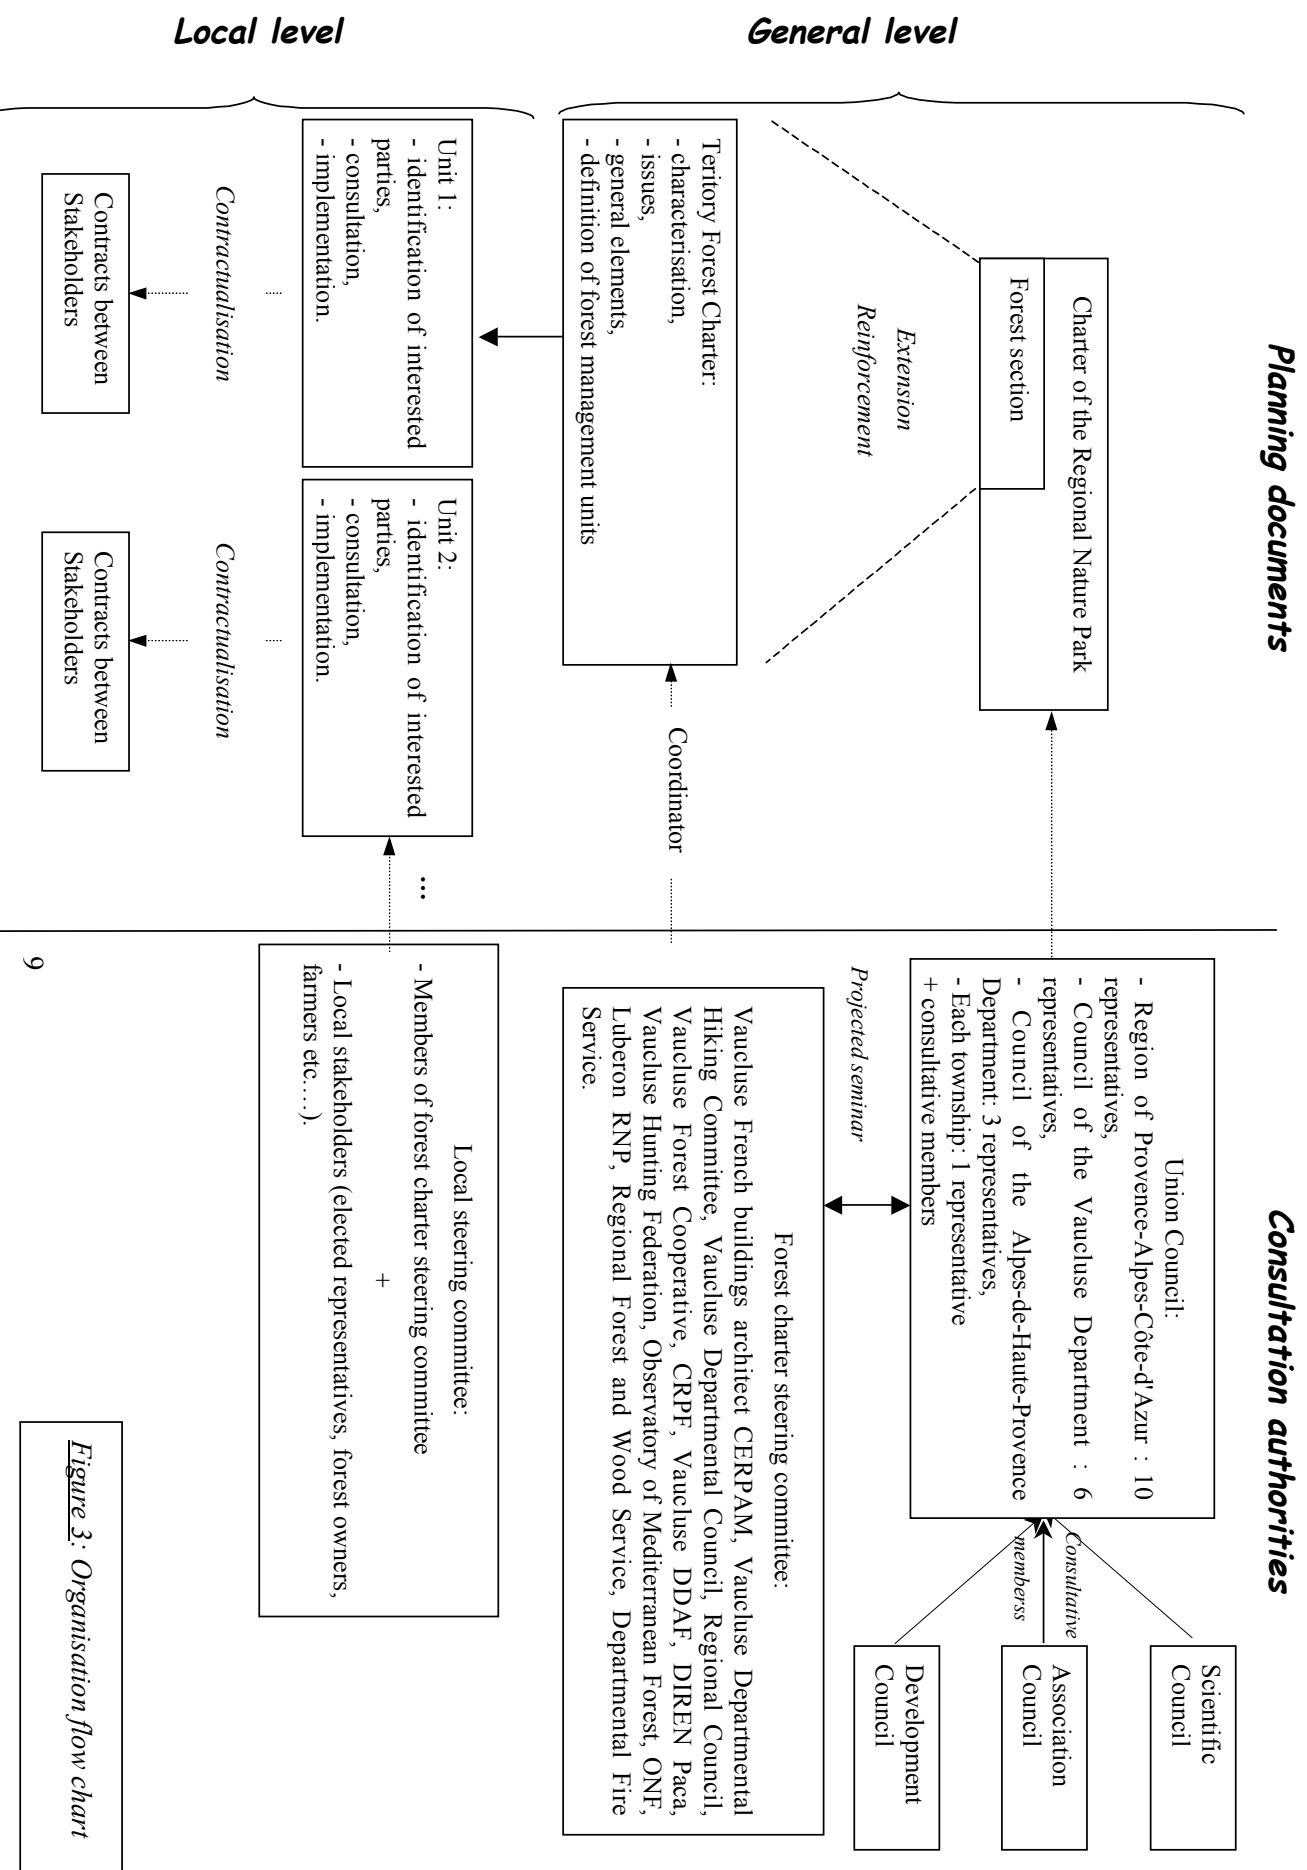 Planning documents
Consultation authorities
General level
Charter of the Regional Nature Park
Forest section
Extension
Reinforcement
Union Council:
- Region of Provence-Alpes-Côte-d'Azur : 10
representatives,
- Council of the Vaucluse Department : 6
representatives,
- Council of the Alpes-de-Haute-Provence
Department: 3 representatives,
- Each township: 1 representative
+ consultative members
Consultative
memberss
Scientific
Council
Association
Council
Development
Council
Projected seminar
Teritory Forest Charter:
- characterisation,
- issues,
- general elements,
- definition of forest management units
Coordinator
Forest charter steering committee:
Vaucluse French buildings architect CERPAM, Vaucluse Departmental
Hiking Committee, Vaucluse Departmental Council, Regional Council,
Vaucluse Forest Cooperative, CRPF, Vaucluse DDAF, DIREN Paca,
Vaucluse Hunting Federation, Observatory of Mediterranean Forest, ONF,
Luberon RNP, Regional Forest and Wood Service, Departmental Fire
Service.
Local level
Unit 1:
- identification of interested
parties,
- consultation,
- implementation.
Unit 2:
- identification of interested
parties,
- consultation,
- implementation.
...
Local steering committee:
- Members of forest charter steering committee
+
- Local stakeholders (elected representatives, forest owners,
farmers etc.…).
Contractualisation
Contractualisation
Contracts between
Stakeholders
Contracts between
Stakeholders
Figure 3: Organisation flow chart
9